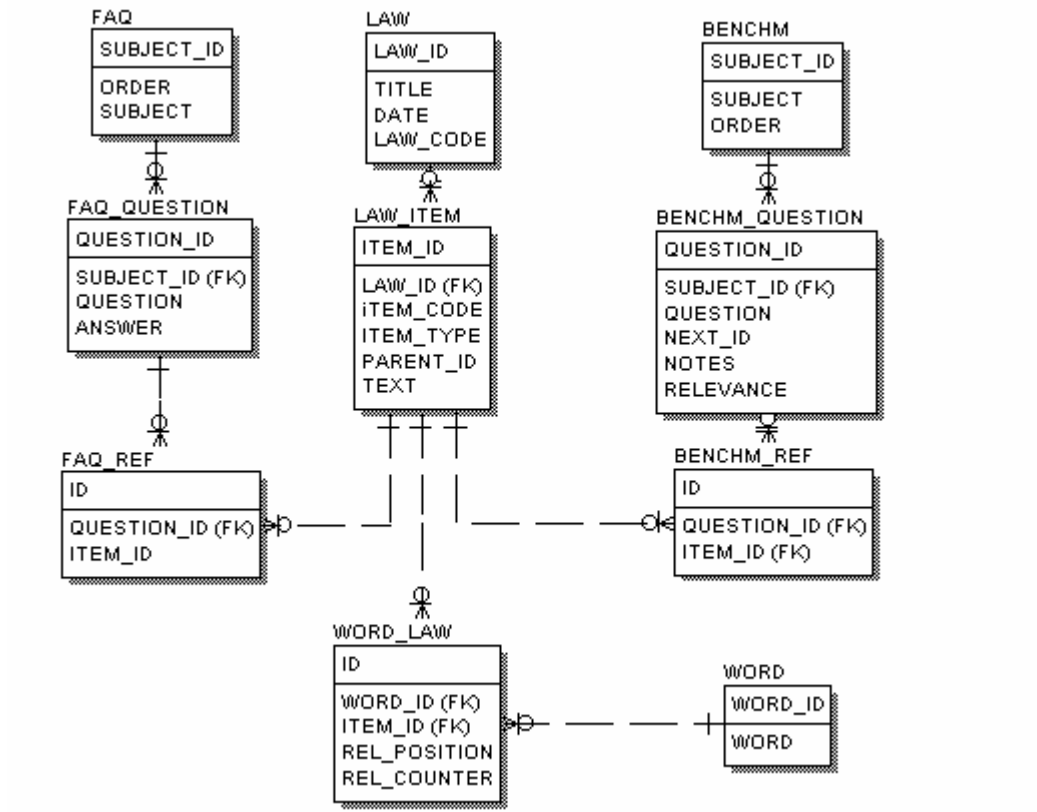 FAQ
SUBJECT_ID
ORDER
SUBJECT
LAW
LAW_ID
TITLE
DATE
LAW_CODE
BENCHM
SUBJECT_ID
SUBJECT
ORDER
FAQ_QUESTION
QUESTION_ID
SUBJECT_ID (FK)
QUESTION
ANSWER
LAW_ITEM
ITEM_ID
LAW_ID (FK)
iTEM_CODE
ITEM_TYPE
PARENT_ID
TEXT
BENCHM_QUESTION
QUESTION_ID
SUBJECT_ID (FK)
QUESTION
NEXT_ID
NOTES
RELEVANCE
FAQ_REF
ID
QUESTION_ID (FK)
ITEM_ID
BENCHM_REF
ID
QUESTION_ID (FK)
ITEM_ID (FK)
WORD_LAW
ID
WORD_ID (FK)
ITEM_ID (FK)
REL_POSITION
REL_COUNTER
WORD
WORD_ID
WORD